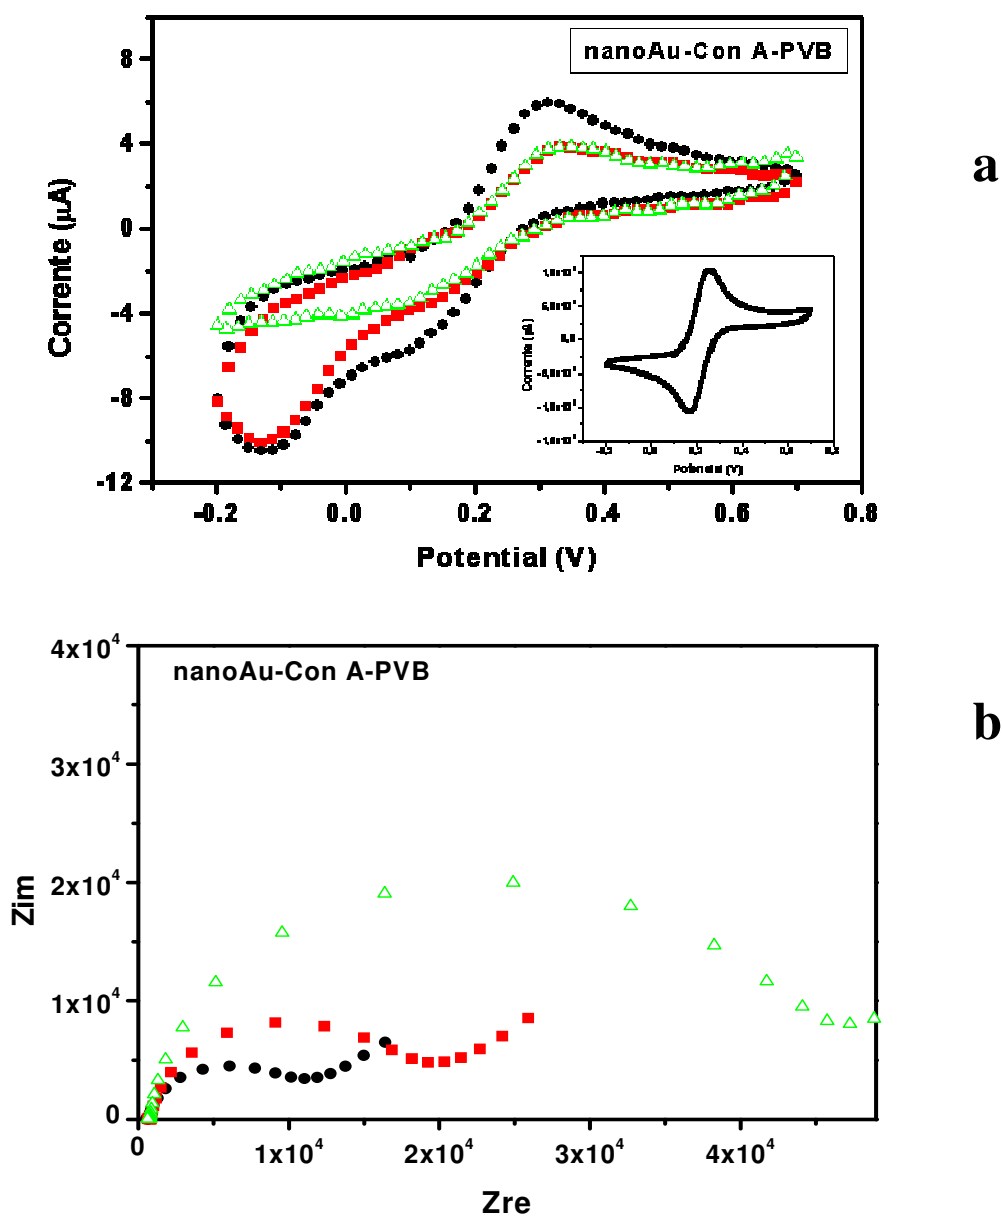 nanoAu-Con A-PVB
a
8
4
0
-4
-8
-12
Corrente (μA)
-0.2 0.0 0.2 0.4 0.6 0.8
Potential (V)
Corrente (μA)
Potential (V)
b
nanoAu-Con A-PVB
4x10⁴
3x10⁴
2x10⁴
1x10⁴
0
Zim
0 1x10⁴ 2x10⁴ 3x10⁴ 4x10⁴
Zre